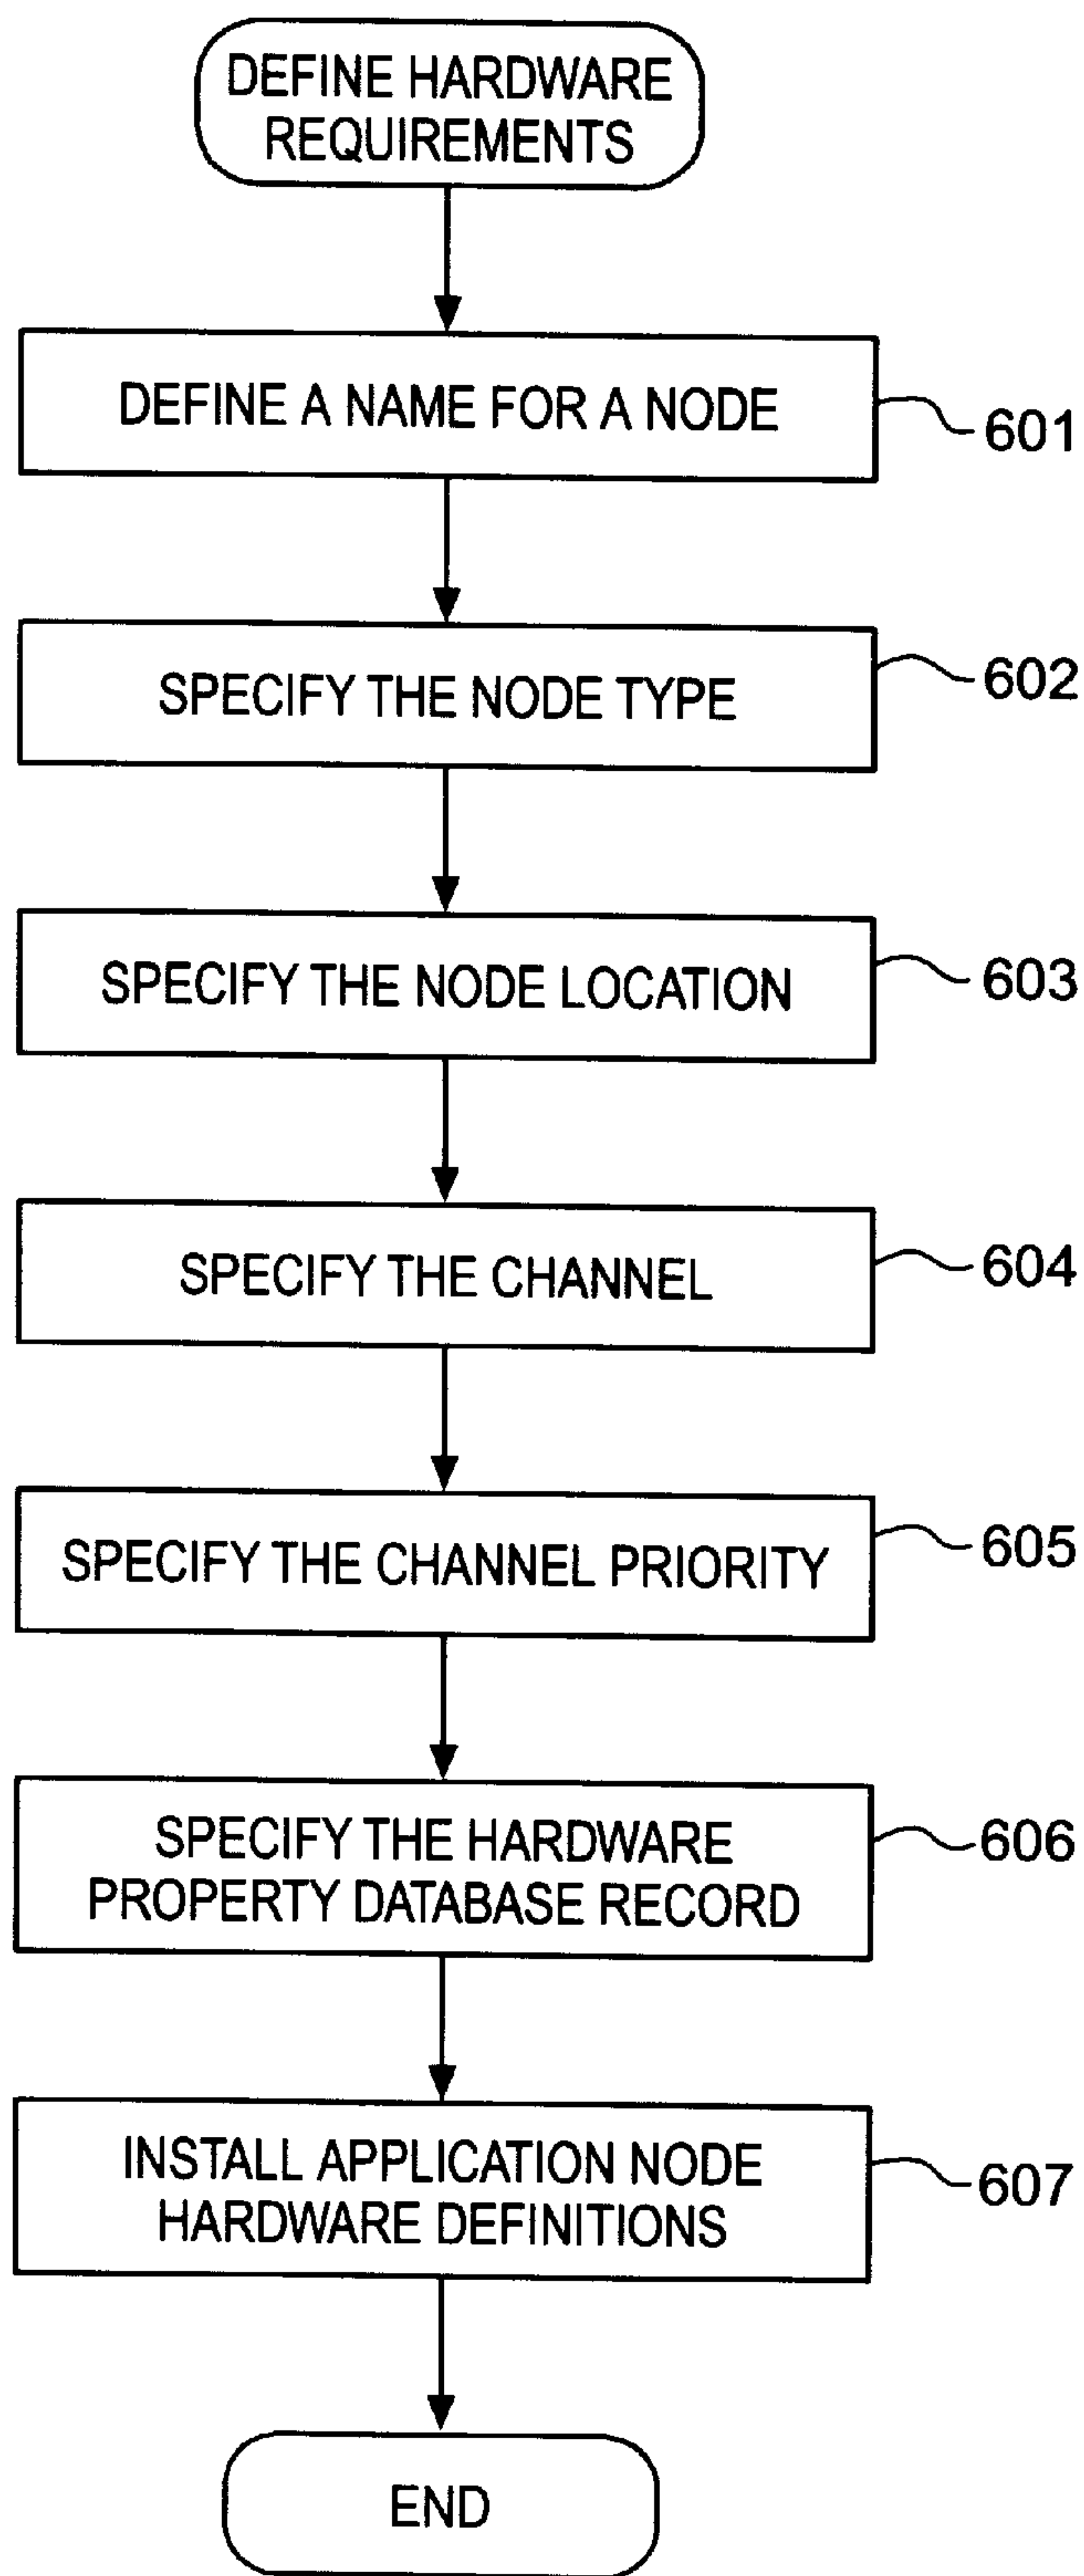 DEFINE HARDWARE
REQUIREMENTS
DEFINE A NAME FOR A NODE
601
SPECIFY THE NODE TYPE
602
SPECIFY THE NODE LOCATION
603
SPECIFY THE CHANNEL
604
SPECIFY THE CHANNEL PRIORITY
605
SPECIFY THE HARDWARE
PROPERTY DATABASE RECORD
606
INSTALL APPLICATION NODE
HARDWARE DEFINITIONS
607
END